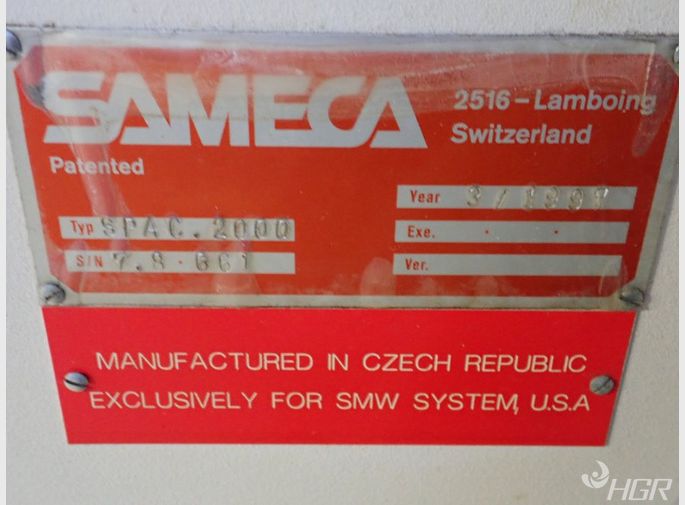 SAMECA
2516 – Lamboing
Switzerland
Patented
Year
Typ SPAC. 2000
Exe. . .
S/N 7.8 . 661
Ver.
MANUFACTURED IN CZECH REPUBLIC
EXCLUSIVELY FOR SMW SYSTEM, U.S.A
HGR